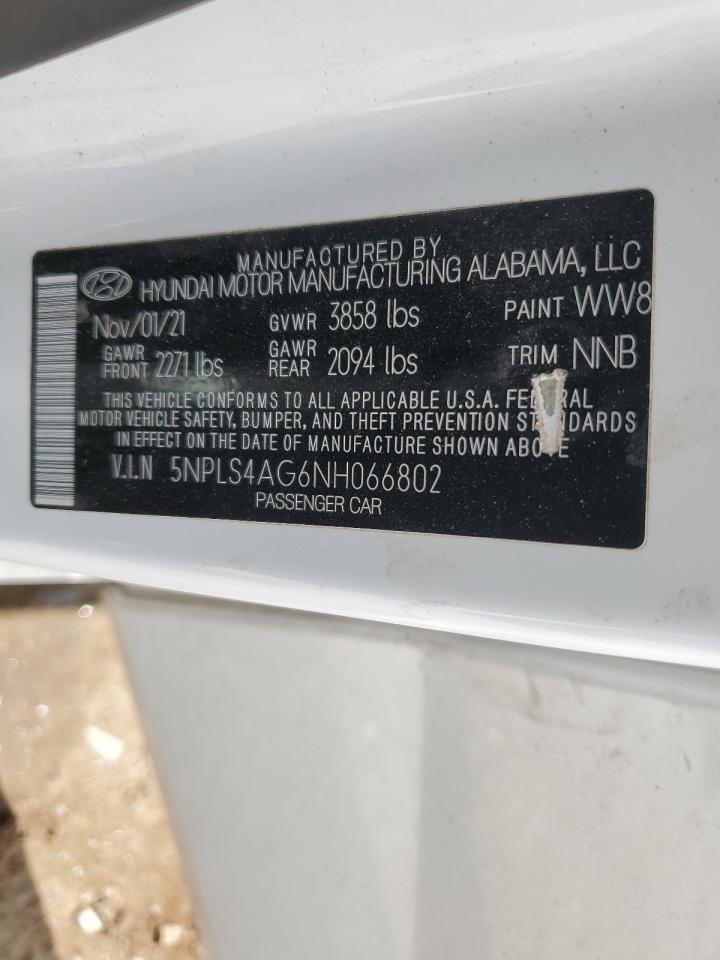 MANUFACTURED BY
HYUNDAI MOTOR MANUFACTURING ALABAMA, LLC
Nov/01/21 GVWR 3858 lbs PAINT WW8
GAWR FRONT 2271 lbs GAWR REAR 2094 lbs TRIM NNB
THIS VEHICLE CONFORMS TO ALL APPLICABLE U.S.A. FEDERAL
MOTOR VEHICLE SAFETY, BUMPER, AND THEFT PREVENTION STANDARDS
IN EFFECT ON THE DATE OF MANUFACTURE SHOWN ABOVE
V.I.N 5NPLS4AG6NH066802
PASSENGER CAR